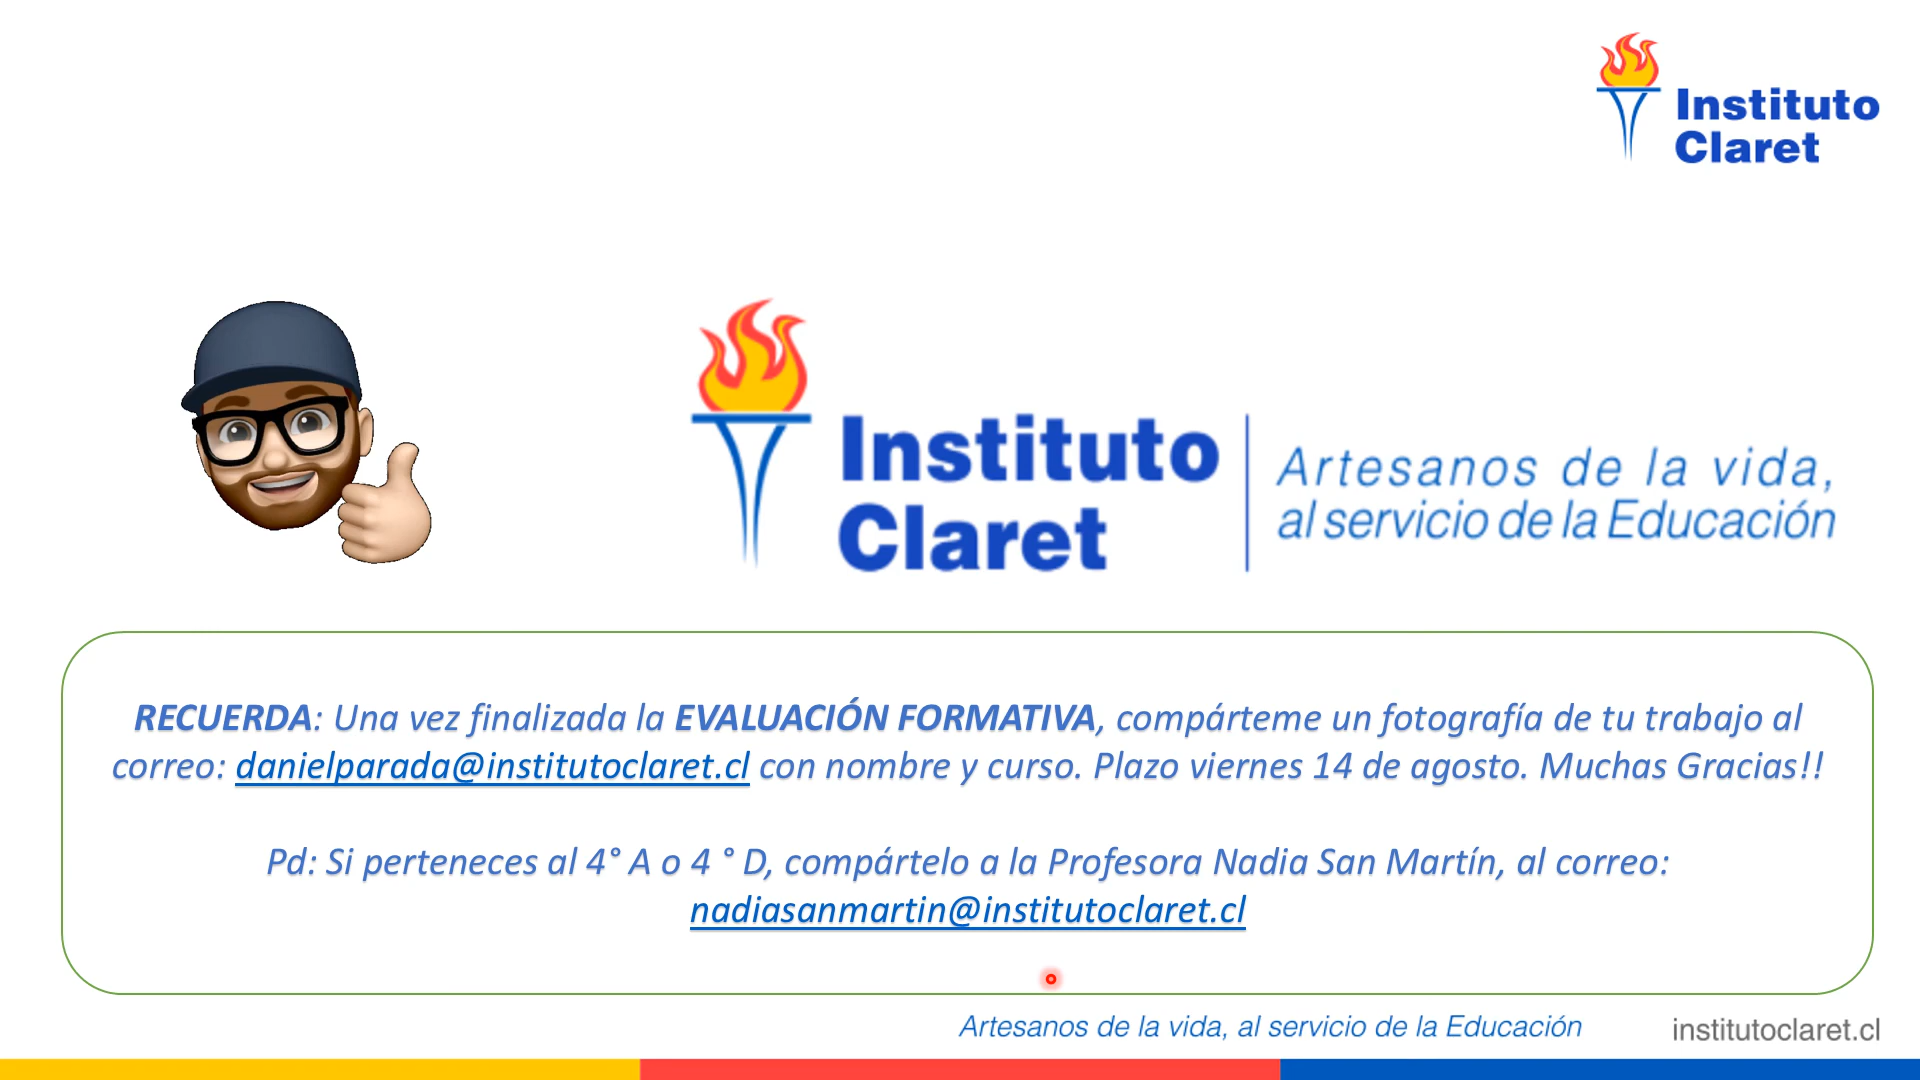 Instituto
Claret
Instituto
Claret
Artesanos de la vida,
al servicio de la Educación
RECUERDA: Una vez finalizada la EVALUACIÓN FORMATIVA, compárteme un fotografía de tu trabajo al
correo: danielparada@institutoclaret.cl con nombre y curso. Plazo viernes 14 de agosto. Muchas Gracias!!
Pd: Si perteneces al 4° A o 4 ° D, compártelo a la Profesora Nadia San Martín, al correo:
nadiasanmartin@institutoclaret.cl
Artesanos de la vida, al servicio de la Educación
institutoclaret.cl